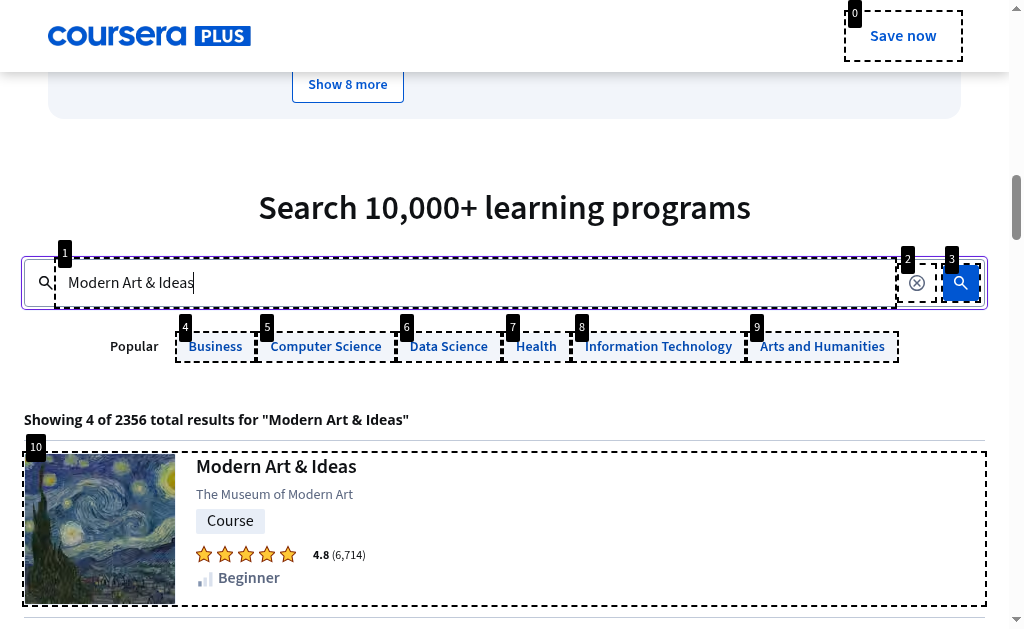 coursera PLUS
0
Save now
Show 8 more
Search 10,000+ learning programs
1
2
3
Modern Art & Ideas
4
5
6
7
8
9
Popular
Business
Computer Science
Data Science
Health
Information Technology
Arts and Humanities
Showing 4 of 2356 total results for "Modern Art & Ideas"
10
Modern Art & Ideas
The Museum of Modern Art
Course
4.8 (6,714)
Beginner